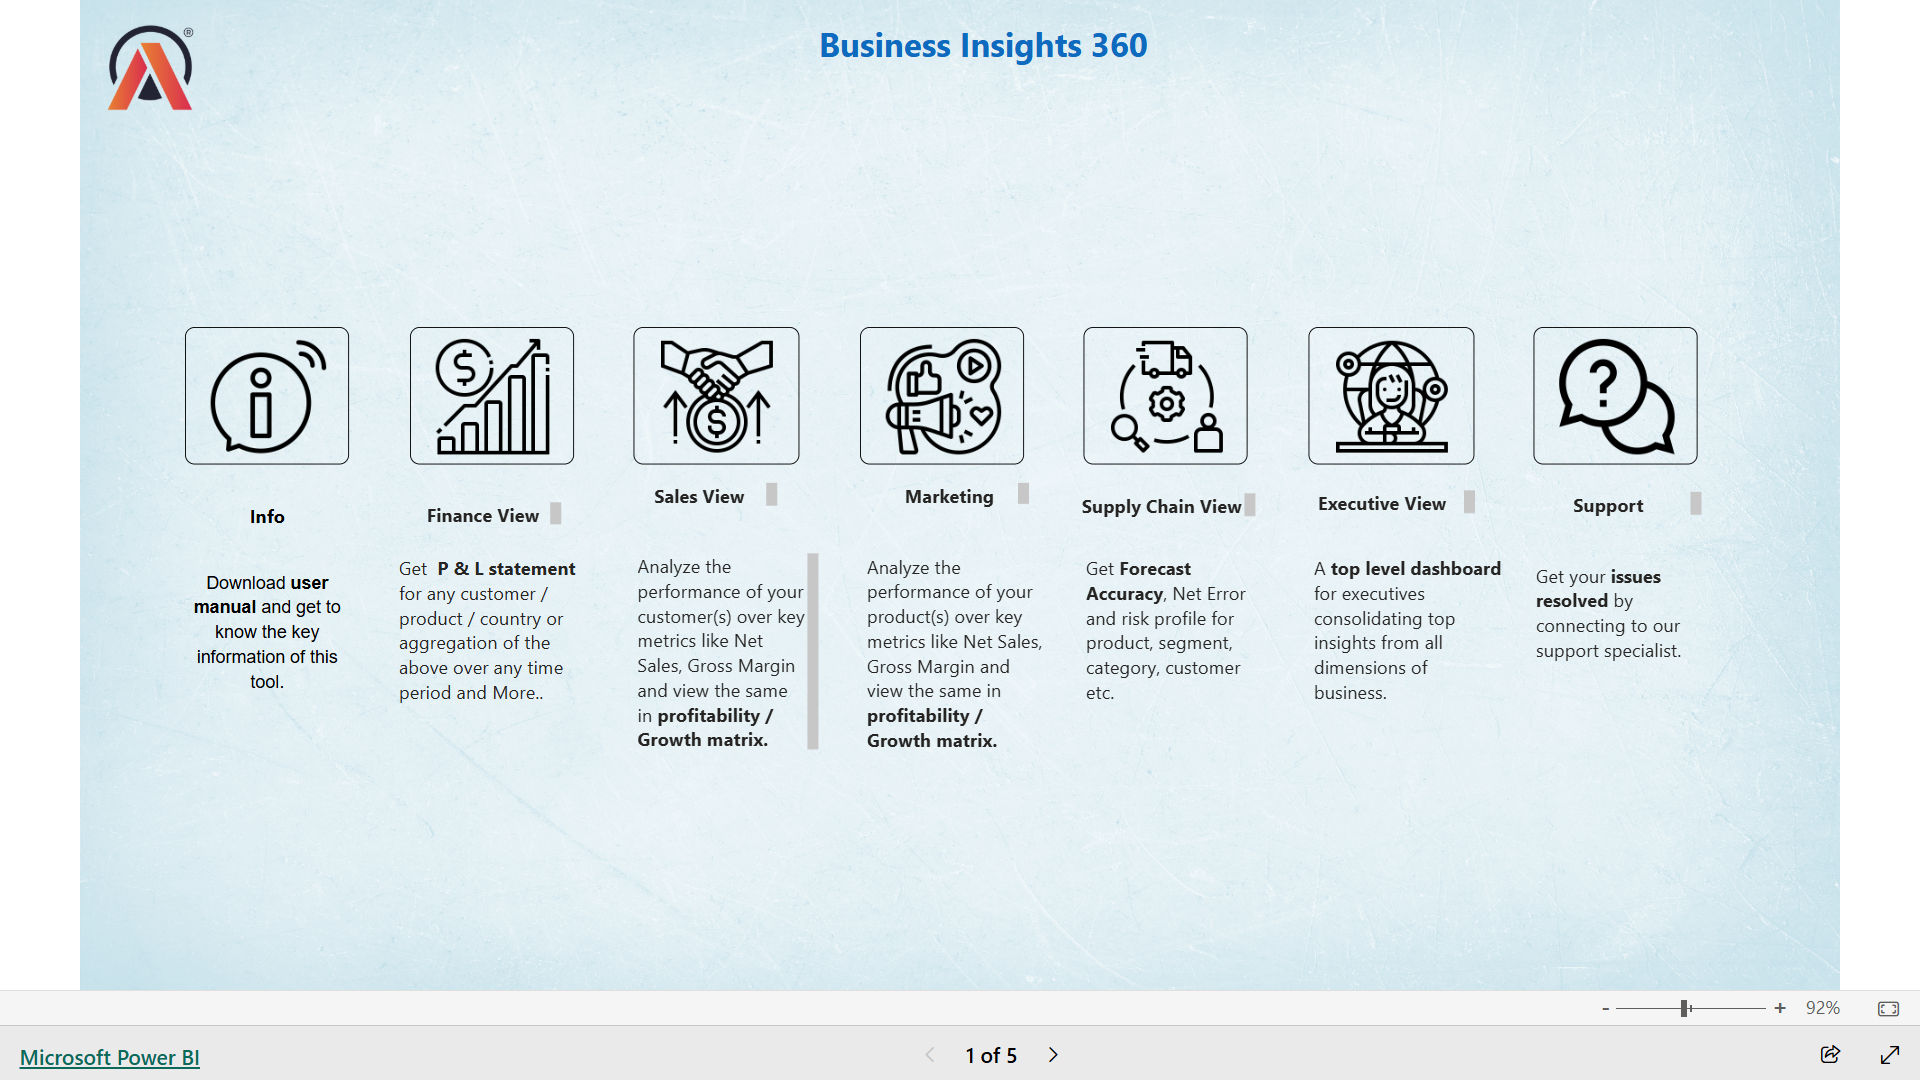 Business Insights 360
®
Info
Download user
manual and get to
know the key
information of this
tool.
Finance View
Get  P & L statement
for any customer /
product / country or
aggregation of the
above over any time
period and More..
Sales View
Analyze the
performance of your
customer(s) over key
metrics like Net
Sales, Gross Margin
and view the same
in profitability /
Growth matrix.
Marketing
Analyze the
performance of your
product(s) over key
metrics like Net Sales,
Gross Margin and
view the same in
profitability /
Growth matrix.
Supply Chain View
Get Forecast
Accuracy, Net Error
and risk profile for
product, segment,
category, customer
etc.
Executive View
A top level dashboard
for executives
consolidating top
insights from all
dimensions of
business.
Support
Get your issues
resolved by
connecting to our
support specialist.
- + 92%
Microsoft Power BI
1 of 5